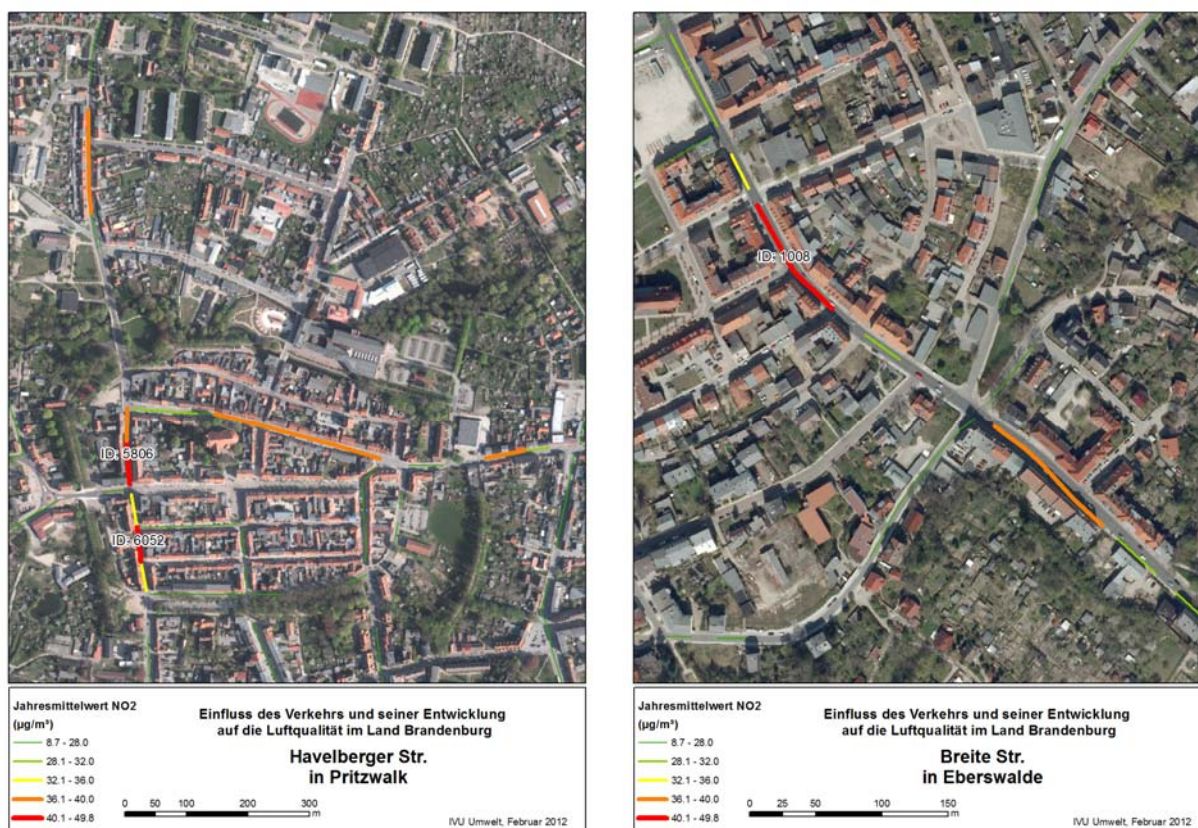 ID: 5806
ID: 6052
Jahresmittelwert NO2
(µg/m³)
8.7 - 28.0
28.1 - 32.0
32.1 - 36.0
36.1 - 40.0
40.1 - 49.8
Einfluss des Verkehrs und seiner Entwicklung
auf die Luftqualität im Land Brandenburg
Havelberger Str.
in Pritzwalk
0 50 100 200 300
m
IVU Umwelt, Februar 2012
ID: 1008
Jahresmittelwert NO2
(µg/m³)
8.7 - 28.0
28.1 - 32.0
32.1 - 36.0
36.1 - 40.0
40.1 - 49.8
Einfluss des Verkehrs und seiner Entwicklung
auf die Luftqualität im Land Brandenburg
Breite Str.
in Eberswalde
0 25 50 100 150
m
IVU Umwelt, Februar 2012